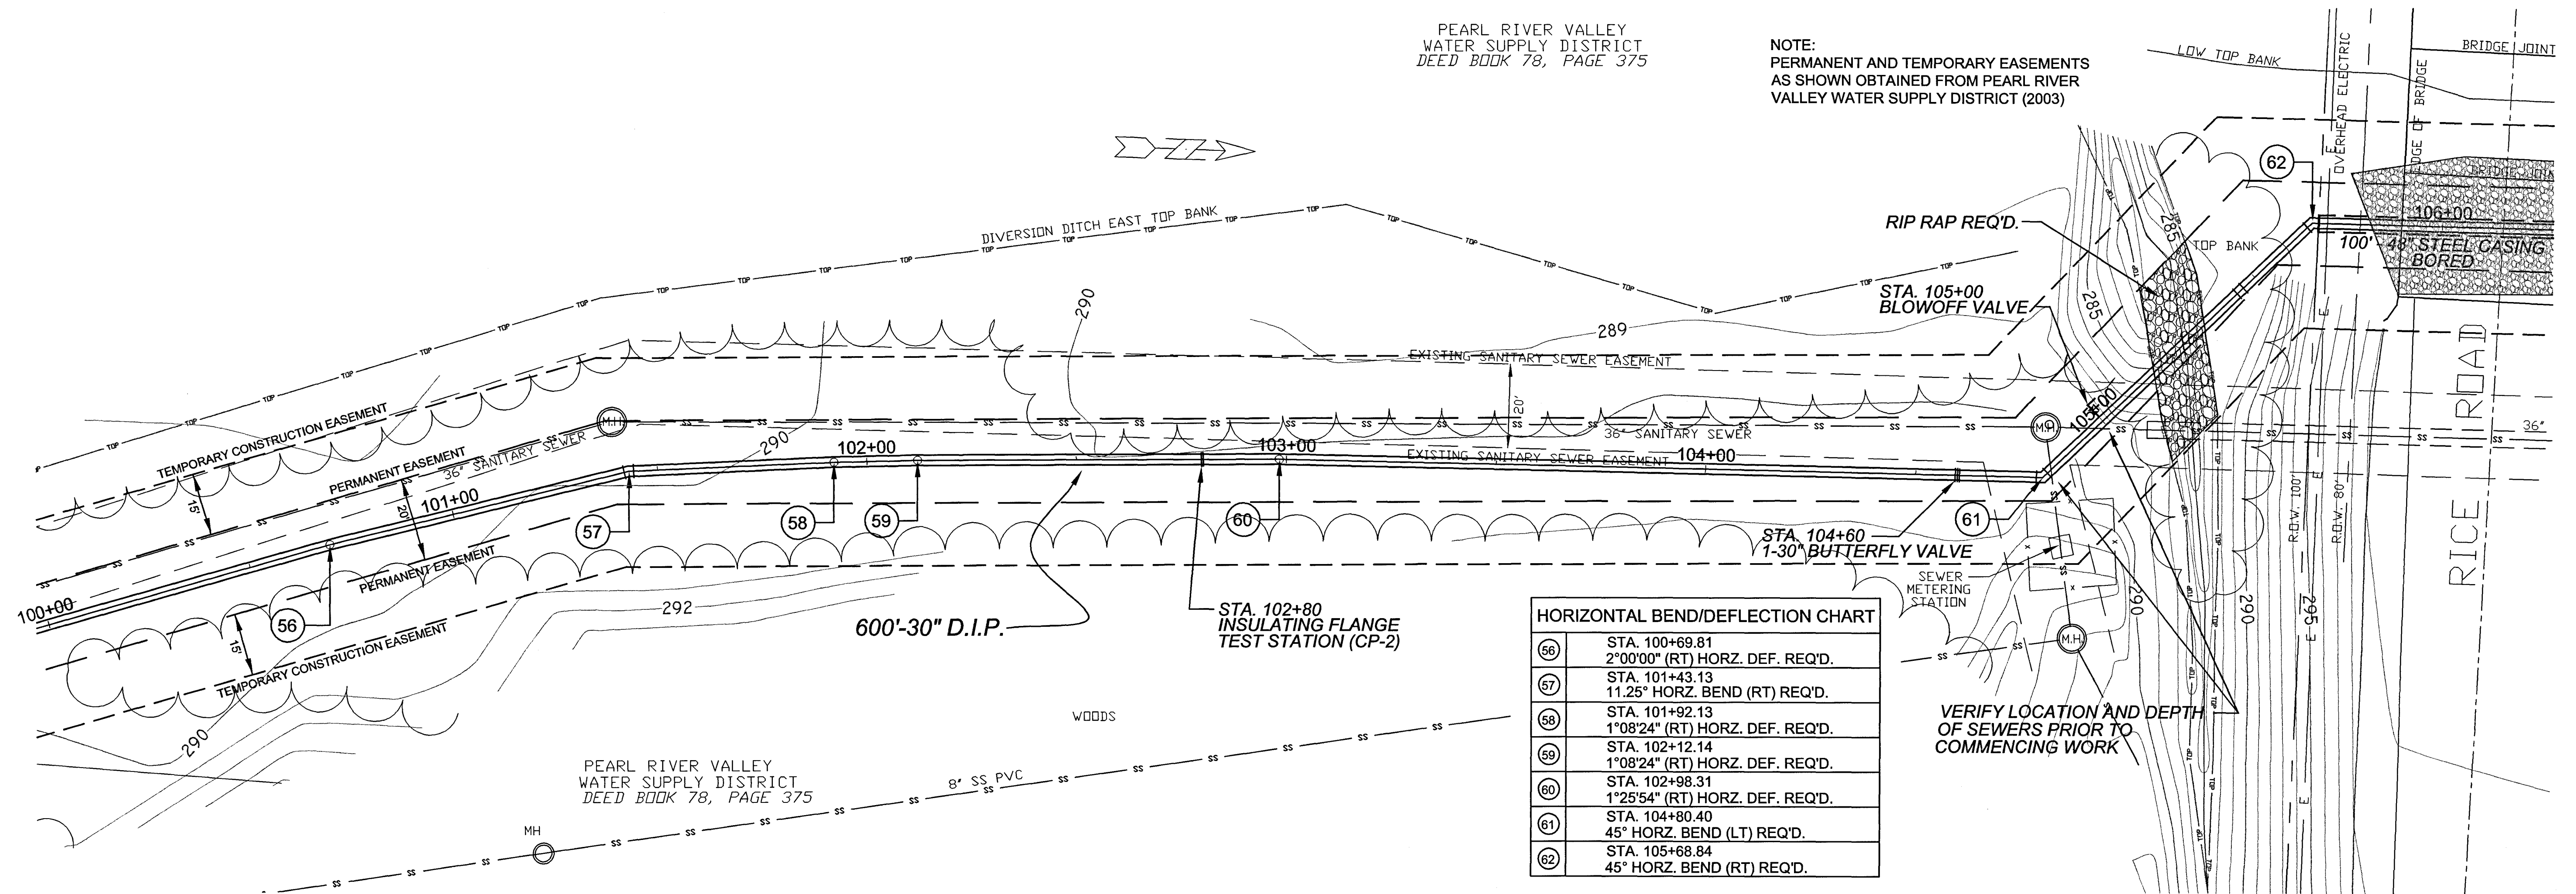 PEARL RIVER VALLEY
WATER SUPPLY DISTRICT
DEED BOOK 78, PAGE 375
NOTE:
PERMANENT AND TEMPORARY EASEMENTS
AS SHOWN OBTAINED FROM PEARL RIVER
VALLEY WATER SUPPLY DISTRICT (2003)
LOW TOP BANK
OVERHEAD ELECTRIC
EDGE OF BRIDGE
BRIDGE JOINT
BRIDGE JOIN
62
106+00
100' - 48" STEEL CASING
BORED
RIP RAP REQ'D.
285
TOP BANK
285
STA. 105+00
BLOWOFF VALVE
105+00
DIVERSION DITCH EAST TOP BANK
290
289
EXISTING SANITARY SEWER EASEMENT
20'
36" SANITARY SEWER
EXISTING SANITARY SEWER EASEMENT
TEMPORARY CONSTRUCTION EASEMENT
15'
PERMANENT EASEMENT
36" SANITARY SEWER
M.H.
290
100+00
101+00
102+00
103+00
104+00
20'
PERMANENT EASEMENT
15'
TEMPORARY CONSTRUCTION EASEMENT
56
57
58
59
60
61
M.H.
36"
290
292
600'-30" D.I.P.
STA. 102+80
INSULATING FLANGE
TEST STATION (CP-2)
STA. 104+60
1-30" BUTTERFLY VALVE
SEWER
METERING
STATION
M.H.
290
290
295
R.O.W. 100'
R.O.W. 80'
RICE ROAD
VERIFY LOCATION AND DEPTH
OF SEWERS PRIOR TO
COMMENCING WORK
WOODS
PEARL RIVER VALLEY
WATER SUPPLY DISTRICT
DEED BOOK 78, PAGE 375
8" SS PVC
MH
HORIZONTAL BEND/DEFLECTION CHART
56 STA. 100+69.81
2°00'00" (RT) HORZ. DEF. REQ'D.
57 STA. 101+43.13
11.25° HORZ. BEND (RT) REQ'D.
58 STA. 101+92.13
1°08'24" (RT) HORZ. DEF. REQ'D.
59 STA. 102+12.14
1°08'24" (RT) HORZ. DEF. REQ'D.
60 STA. 102+98.31
1°25'54" (RT) HORZ. DEF. REQ'D.
61 STA. 104+80.40
45° HORZ. BEND (LT) REQ'D.
62 STA. 105+68.84
45° HORZ. BEND (RT) REQ'D.